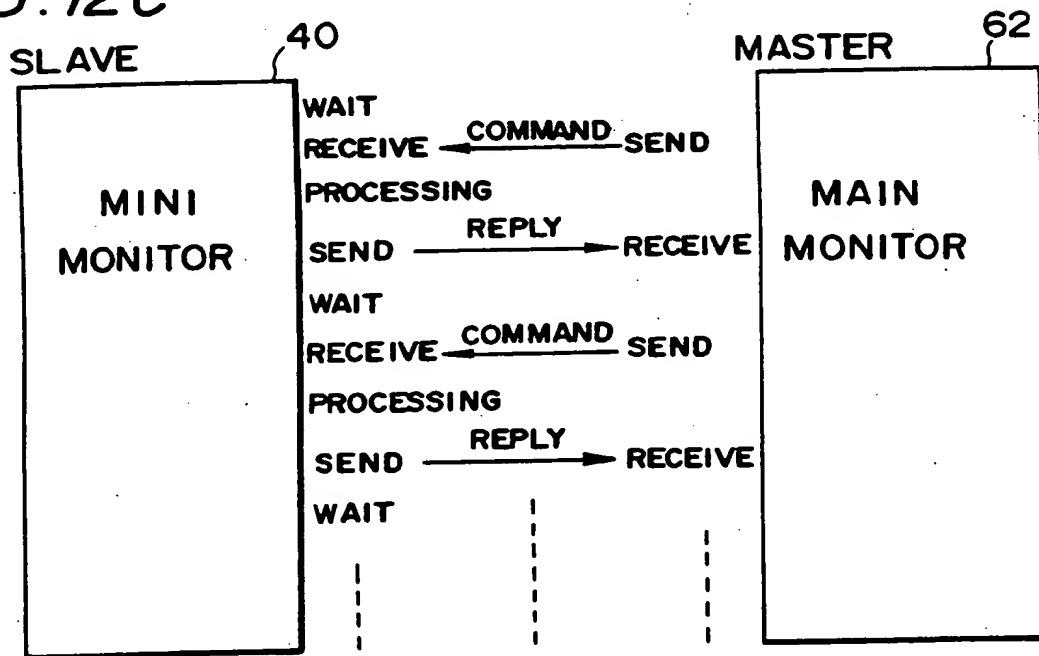 SLAVE 40 MASTER 62
WAIT
RECEIVE COMMAND SEND
MINI MONITOR
PROCESSING
MAIN MONITOR
SEND REPLY RECEIVE
WAIT
RECEIVE COMMAND SEND
PROCESSING
SEND REPLY RECEIVE
WAIT